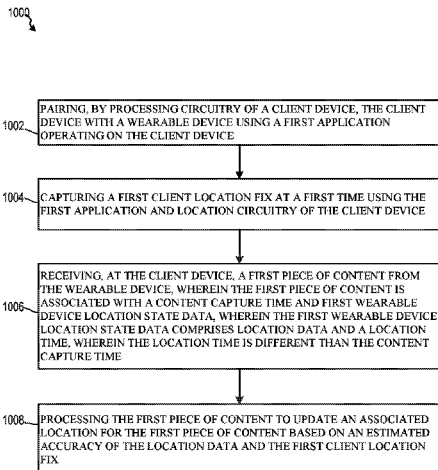 1000
PAIRING, BY PROCESSING CIRCUITRY OF A CLIENT DEVICE, THE CLIENT
DEVICE WITH A WEARABLE DEVICE USING A FIRST APPLICATION
OPERATING ON THE CLIENT DEVICE
1002
CAPTURING A FIRST CLIENT LOCATION FIX AT A FIRST TIME USING THE
FIRST APPLICATION AND LOCATION CIRCUITRY OF THE CLIENT DEVICE
1004
RECEIVING, AT THE CLIENT DEVICE, A FIRST PIECE OF CONTENT FROM
THE WEARABLE DEVICE, WHEREIN THE FIRST PIECE OF CONTENT IS
ASSOCIATED WITH A CONTENT CAPTURE TIME AND FIRST WEARABLE
DEVICE LOCATION STATE DATA, WHEREIN THE FIRST WEARABLE DEVICE
LOCATION STATE DATA COMPRISES LOCATION DATA AND A LOCATION
TIME, WHEREIN THE LOCATION TIME IS DIFFERENT THAN THE CONTENT
CAPTURE TIME
1006
PROCESSING THE FIRST PIECE OF CONTENT TO UPDATE AN ASSOCIATED
LOCATION FOR THE FIRST PIECE OF CONTENT BASED ON AN ESTIMATED
ACCURACY OF THE LOCATION DATA AND THE FIRST CLIENT LOCATION
FIX
1008